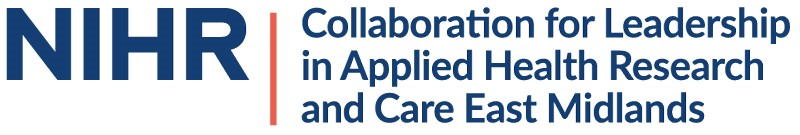 NIHR
Collaboration for Leadership
in Applied Health Research
and Care East Midlands